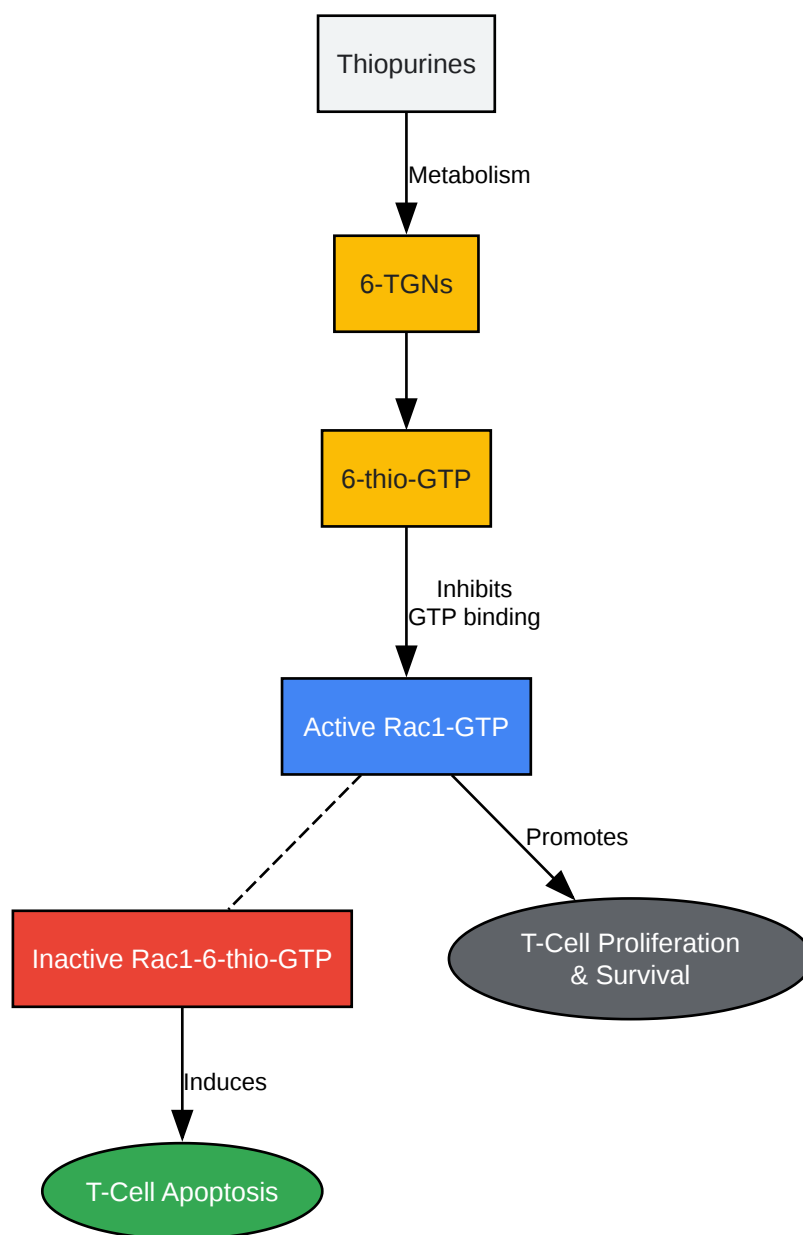 Thiopurines
Metabolism
6-TGNs
6-thio-GTP
Inhibits
GTP binding
Active Rac1-GTP
Promotes
Inactive Rac1-6-thio-GTP
T-Cell Proliferation
& Survival
Induces
T-Cell Apoptosis